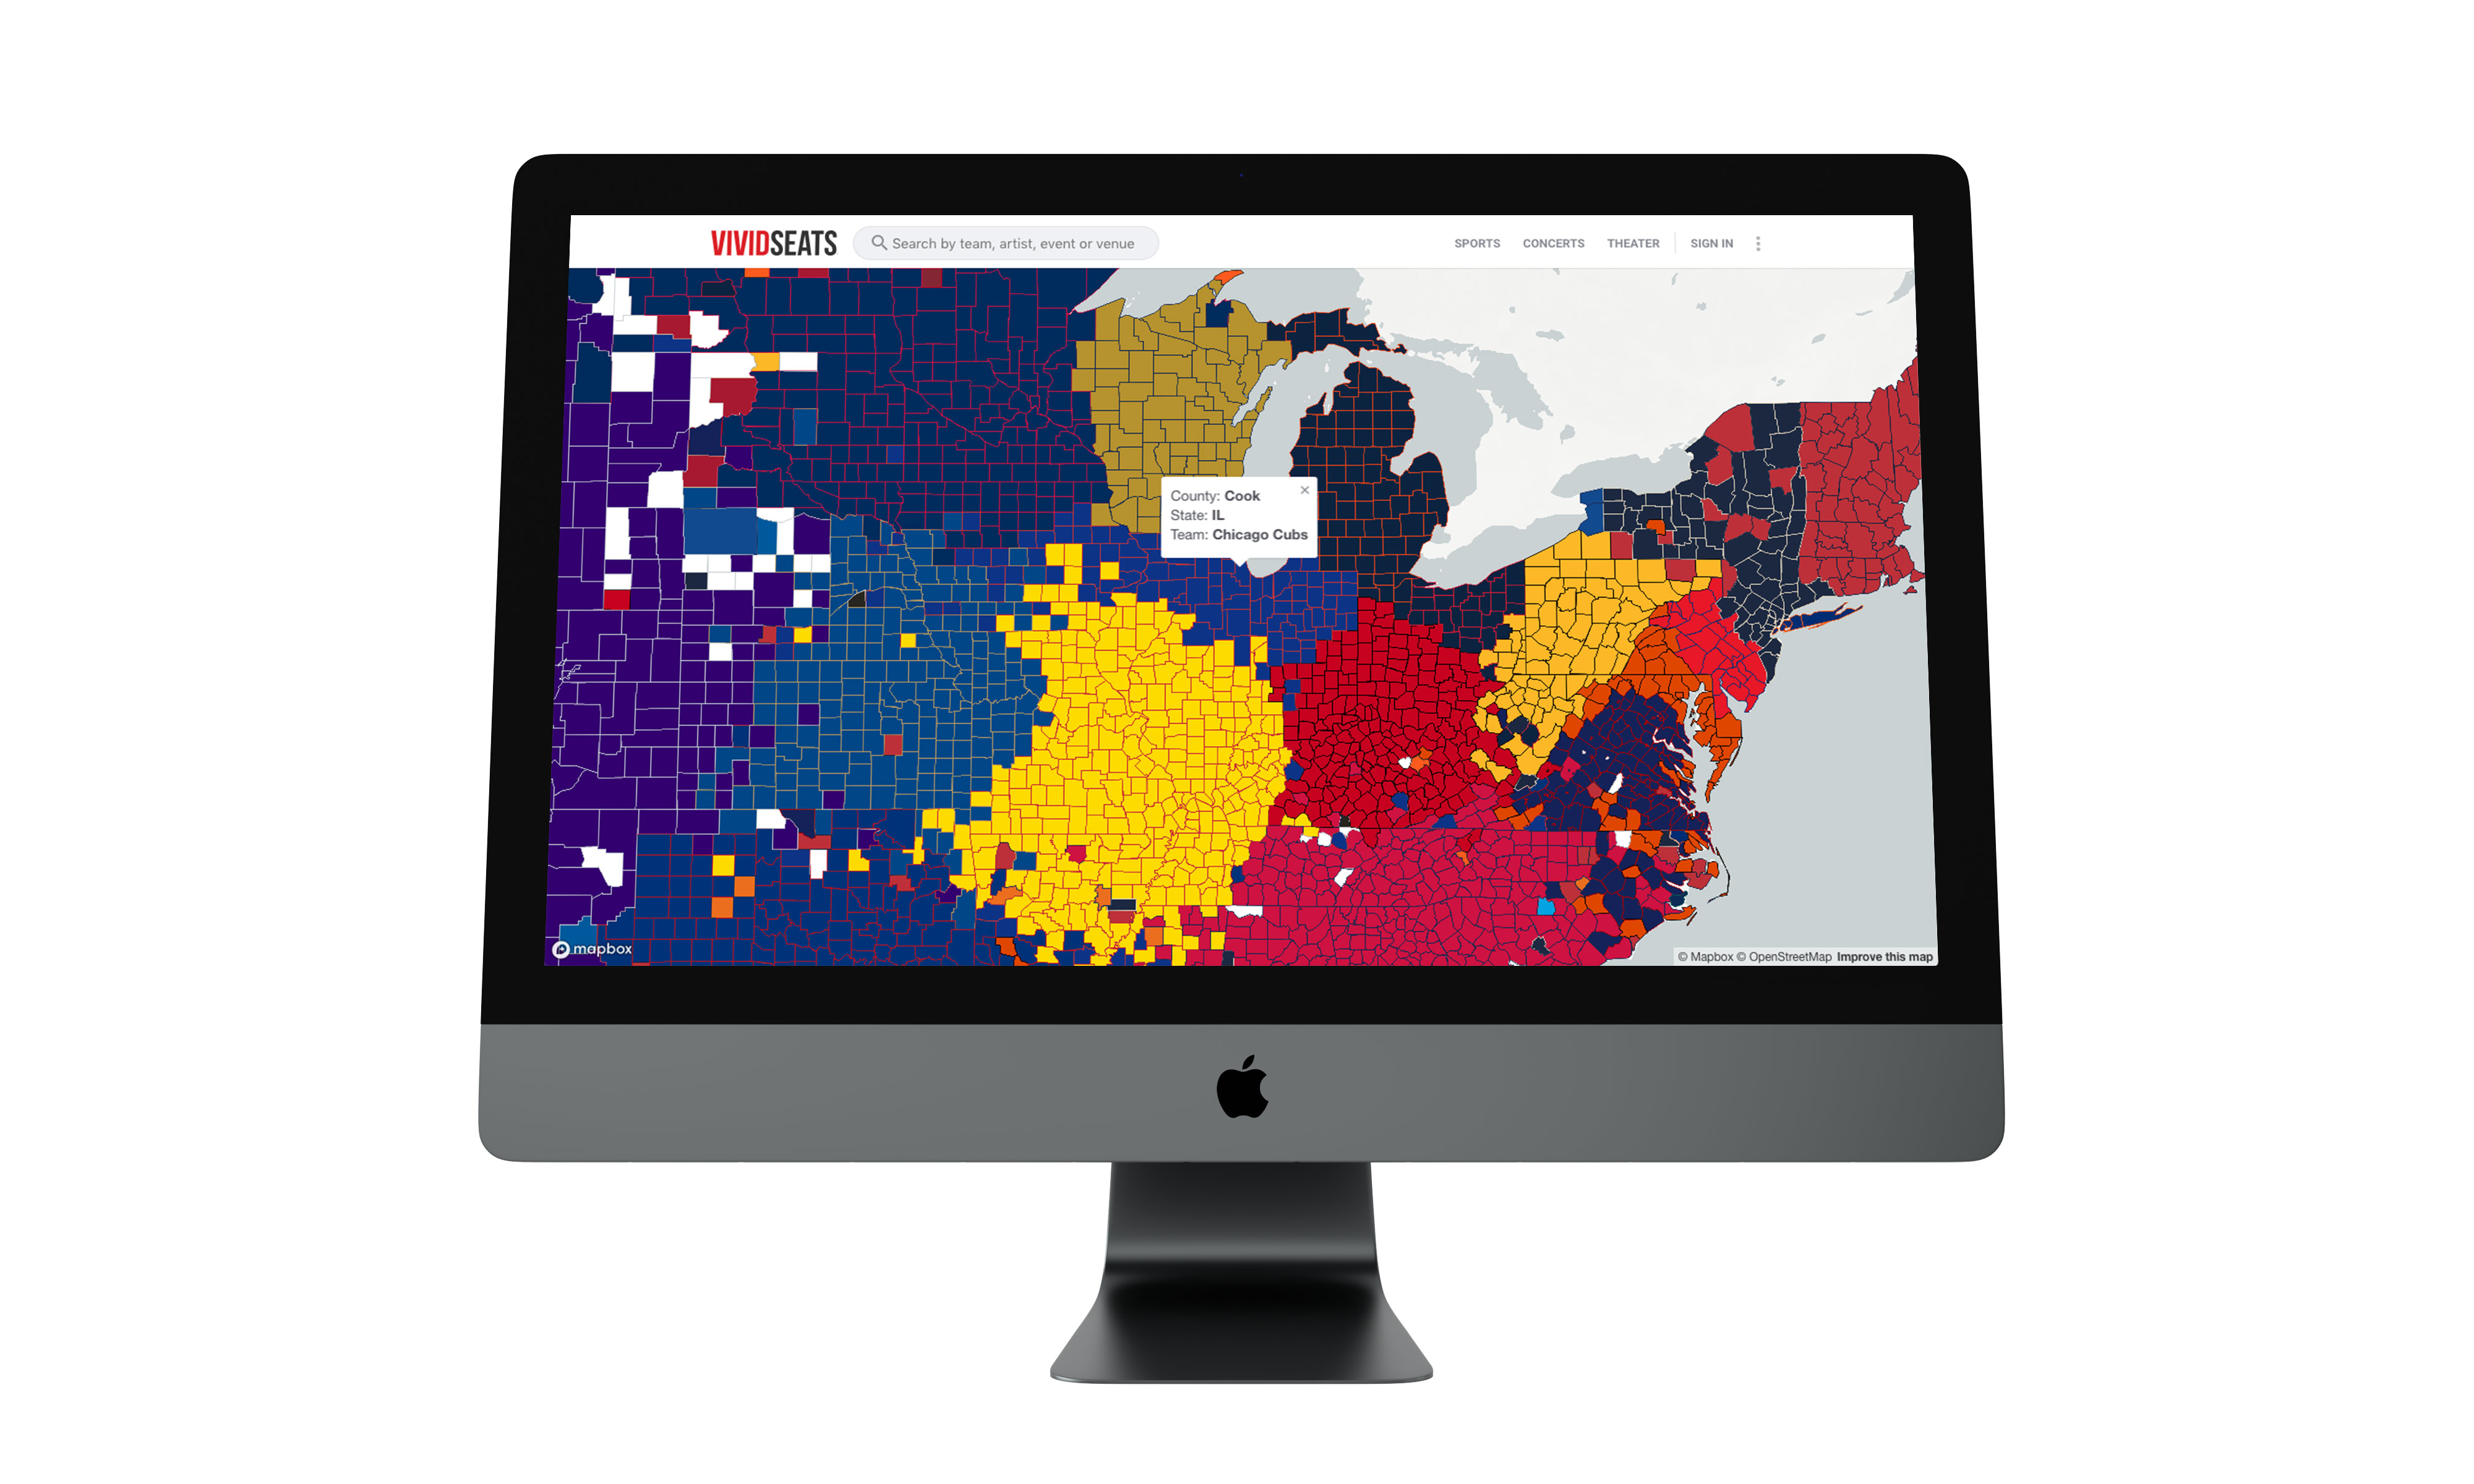 VIVIDSEATS
Search by team, artist, event or venue
SPORTS CONCERTS THEATER SIGN IN
County: Cook
State: IL
Team: Chicago Cubs
mapbox
© Mapbox © OpenStreetMap Improve this map